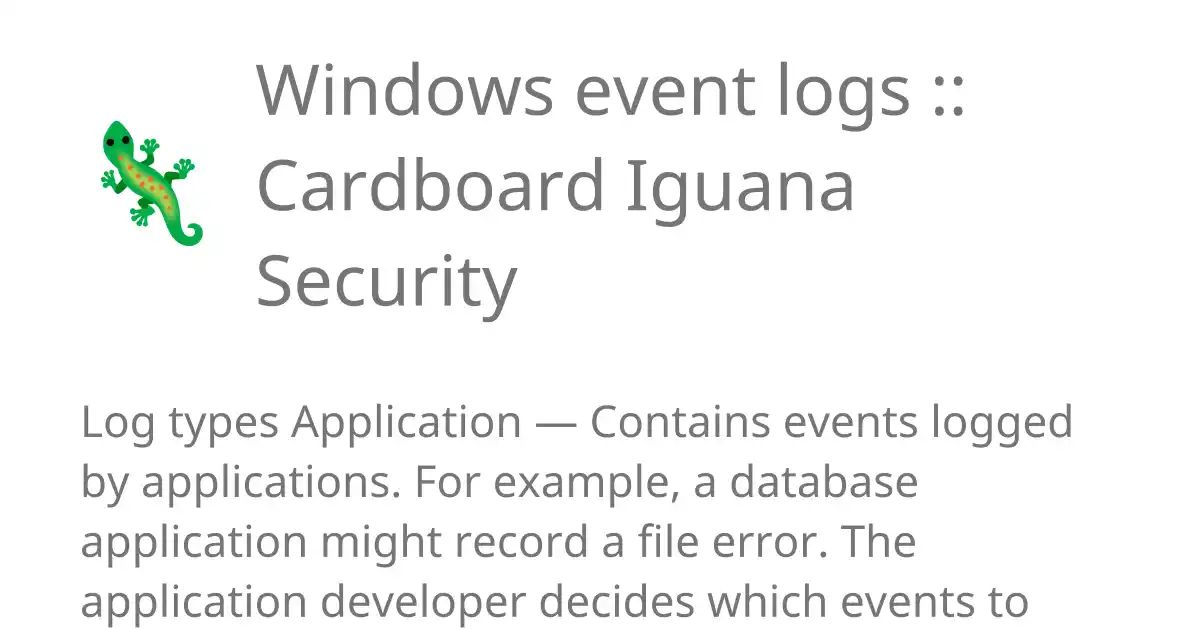 Windows event logs ::
Cardboard Iguana
Security
Log types Application — Contains events logged
by applications. For example, a database
application might record a file error. The
application developer decides which events to